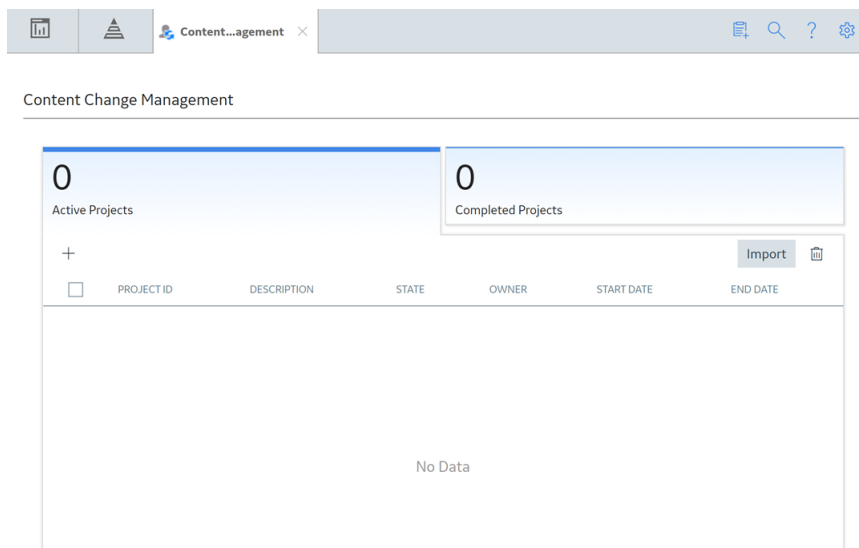 Content...agement
Content Change Management
0
Active Projects
0
Completed Projects
Import
PROJECT ID DESCRIPTION STATE OWNER START DATE END DATE
No Data